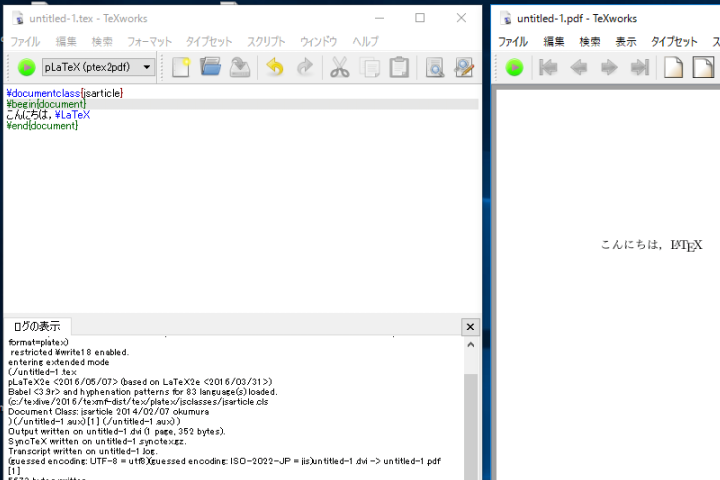 untitled-1.tex - TeXworks
ファイル 編集 検索 フォーマット タイプセット スクリプト ウィンドウ ヘルプ
pLaTeX (ptex2pdf)
¥documentclass{jsarticle}
¥begin{document}
こんにちは，¥LaTeX
¥end{document}
ログの表示
format=platex)
restricted ¥write18 enabled.
entering extended mode
(./untitled-1.tex
pLaTeX2e <2016/05/07> (based on LaTeX2e <2016/03/31>)
Babel <3.9r> and hyphenation patterns for 83 language(s) loaded.
(c:/texlive/2016/texmf-dist/tex/platex/jsclasses/jsarticle.cls
Document Class: jsarticle 2014/02/07 okumura
) (./untitled-1.aux) [1] (./untitled-1.aux) )
Output written on untitled-1.dvi (1 page, 352 bytes).
SyncTeX written on untitled-1.synctex.gz.
Transcript written on untitled-1.log.
(guessed encoding: UTF-8 = utf8)(guessed encoding: ISO-2022-JP = jis)untitled-1.dvi -> untitled-1.pdf
[1]
untitled-1.pdf - TeXworks
ファイル 編集 検索 表示 タイプセット ス
こんにちは，LATEX